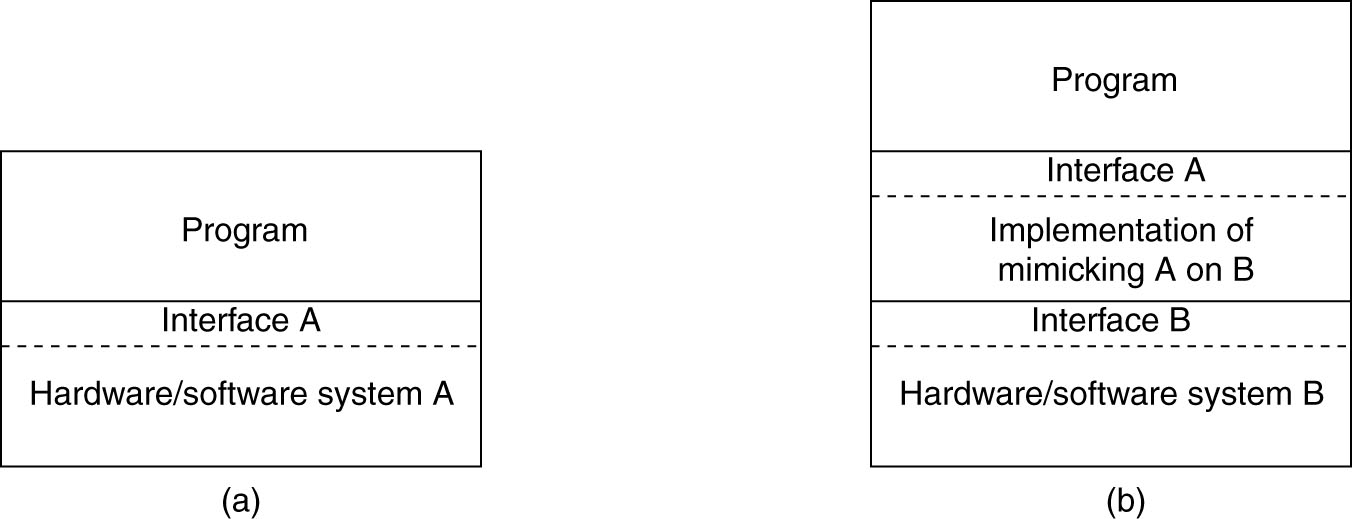 Program
Interface A
Hardware/software system A
(a)
Program
Interface A
Implementation of
mimicking A on B
Interface B
Hardware/software system B
(b)